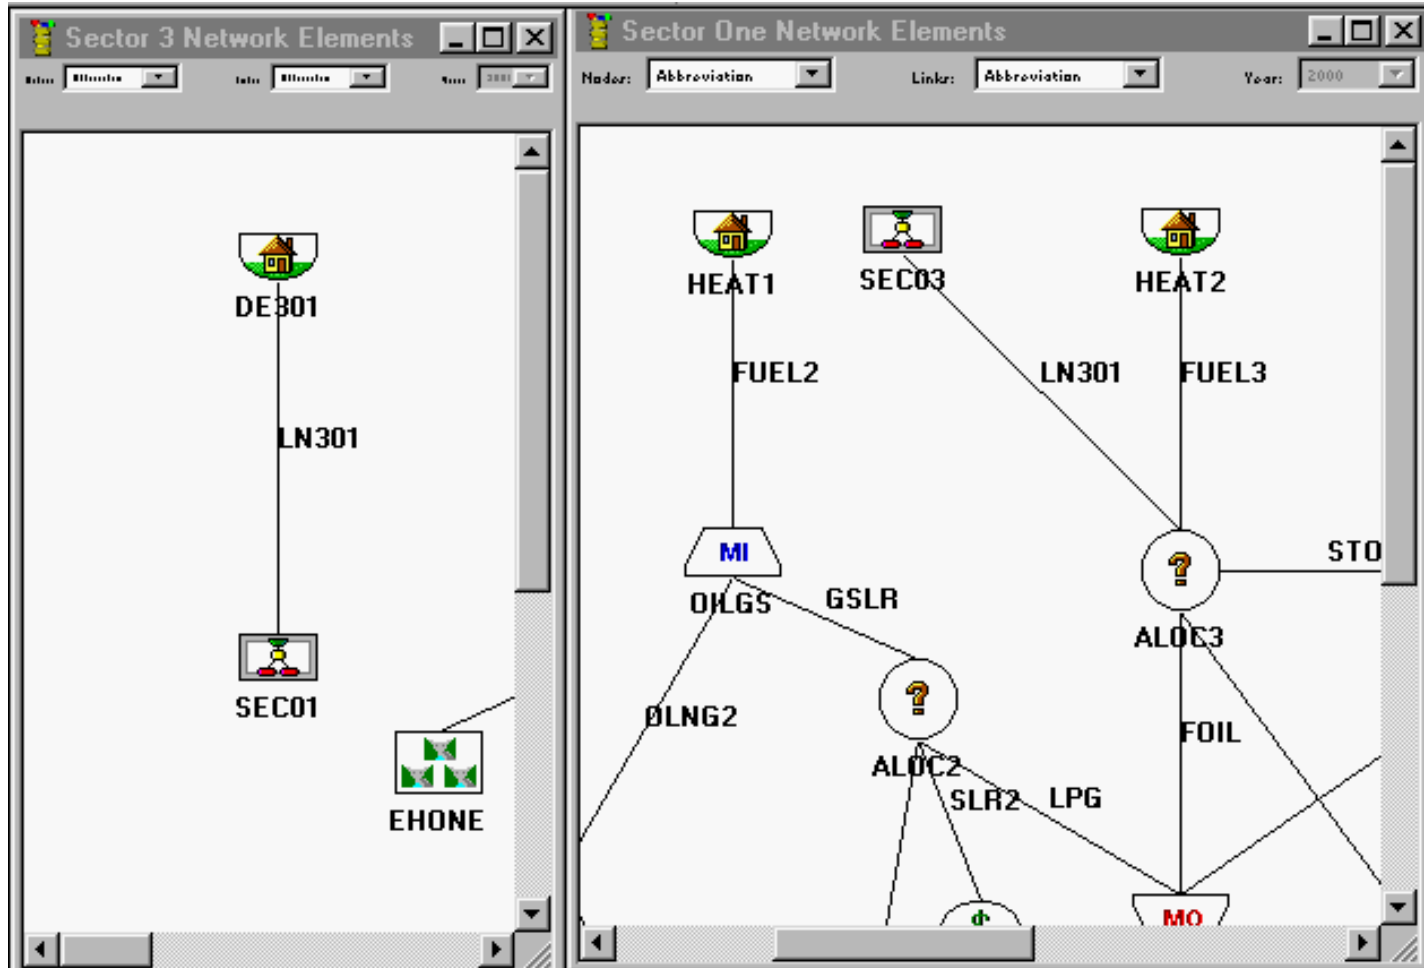 Sector 3 Network Elements
DE301
LN301
SEC01
EHONE
Sector One Network Elements
Nodes: Abbreviation Links: Abbreviation Year: 2000
HEAT1 SEC03 HEAT2
FUEL2 LN301 FUEL3
MI
OILGS GSLR STO
ALOC3
OLNG2 FOIL
ALOC2
SLR2 LPG
MO